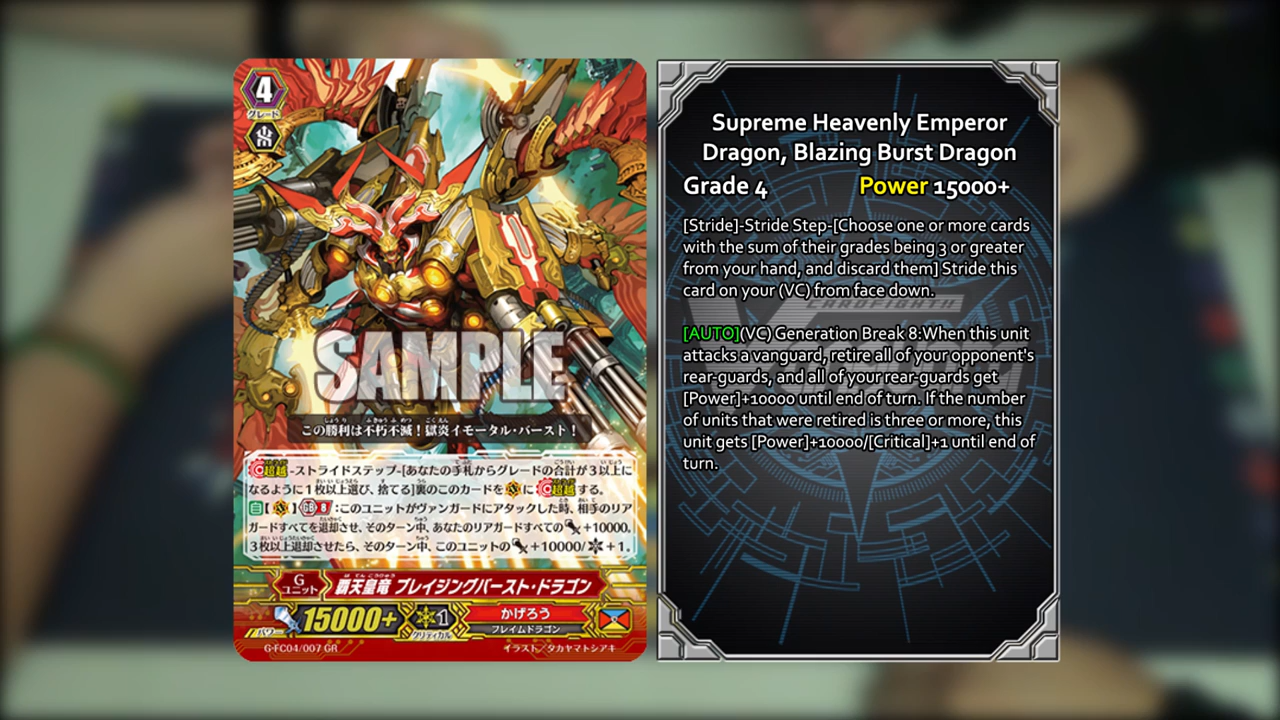 4
グレード
SAMPLE
この勝利は不朽不滅!獄炎イモータル・バースト!
超越-ストライドステップ-[あなたの手札からグレードの合計が3以上に
なるように1枚以上選び、捨てる]裏のこのカードを に 超越する。
自【 】GB8:このユニットがヴァンガードにアタックした時、相手のリア
ガードすべてを退却させ、そのターン中、あなたのリアガードすべての +10000。
3枚以上退却させたら、そのターン中、このユニットの +10000/ +1。
G
ユニット
覇天皇竜 ブレイジングバースト・ドラゴン
パワー
15000+
1
クリティカル
かげろう
フレイムドラゴン
G-FC04/007 GR
イラスト/タカヤマトシアキ
Supreme Heavenly Emperor
Dragon, Blazing Burst Dragon
Grade 4
Power 15000+
[Stride]-Stride Step-[Choose one or more cards
with the sum of their grades being 3 or greater
from your hand, and discard them] Stride this
card on your (VC) from face down.
[AUTO](VC) Generation Break 8:When this unit
attacks a vanguard, retire all of your opponent's
rear-guards, and all of your rear-guards get
[Power]+10000 until end of turn. If the number
of units that were retired is three or more, this
unit gets [Power]+10000/[Critical]+1 until end of
turn.